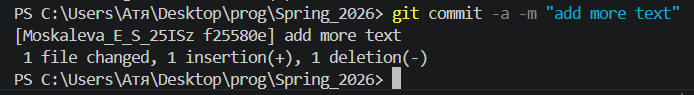 PS C:\Users\Атя\Desktop\prog\Spring_2026> git commit -a -m "add more text"
[Moskaleva_E_S_25ISz f25580e] add more text
 1 file changed, 1 insertion(+), 1 deletion(-)
PS C:\Users\Атя\Desktop\prog\Spring_2026>